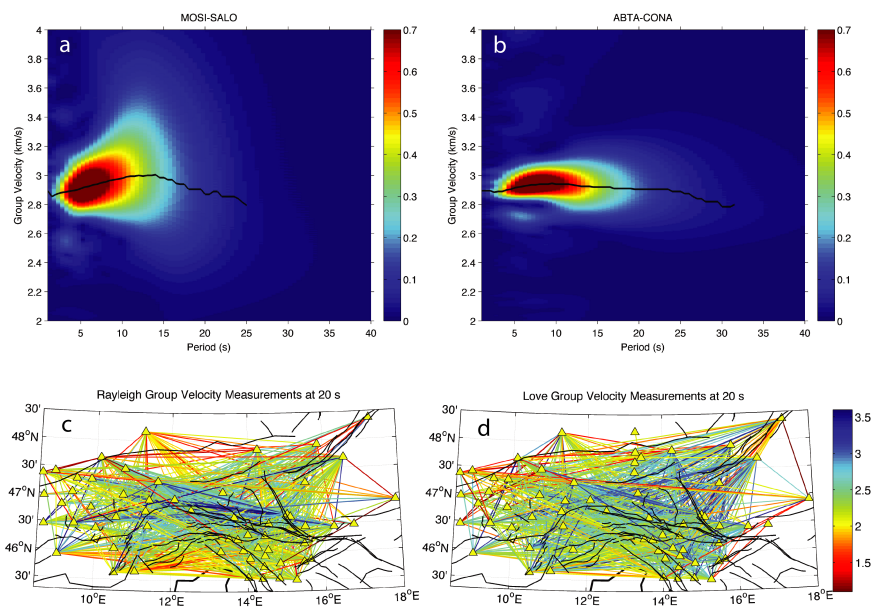 MOSI-SALO
a
Group Velocity (km/s)
4
3.8
3.6
3.4
3.2
3
2.8
2.6
2.4
2.2
2
5 10 15 20 25 30 35 40
Period (s)
0.7
0.6
0.5
0.4
0.3
0.2
0.1
0
ABTA-CONA
b
Group Velocity (km/s)
4
3.8
3.6
3.4
3.2
3
2.8
2.6
2.4
2.2
2
5 10 15 20 25 30 35 40
Period (s)
0.7
0.6
0.5
0.4
0.3
0.2
0.1
0
Rayleigh Group Velocity Measurements at 20 s
c
30'
48°N
30'
47°N
30'
46°N
30'
10°E 12°E 14°E 16°E 18°E
Love Group Velocity Measurements at 20 s
d
30'
48°N
30'
47°N
30'
46°N
30'
10°E 12°E 14°E 16°E 18°E
3.5
3
2.5
2
1.5